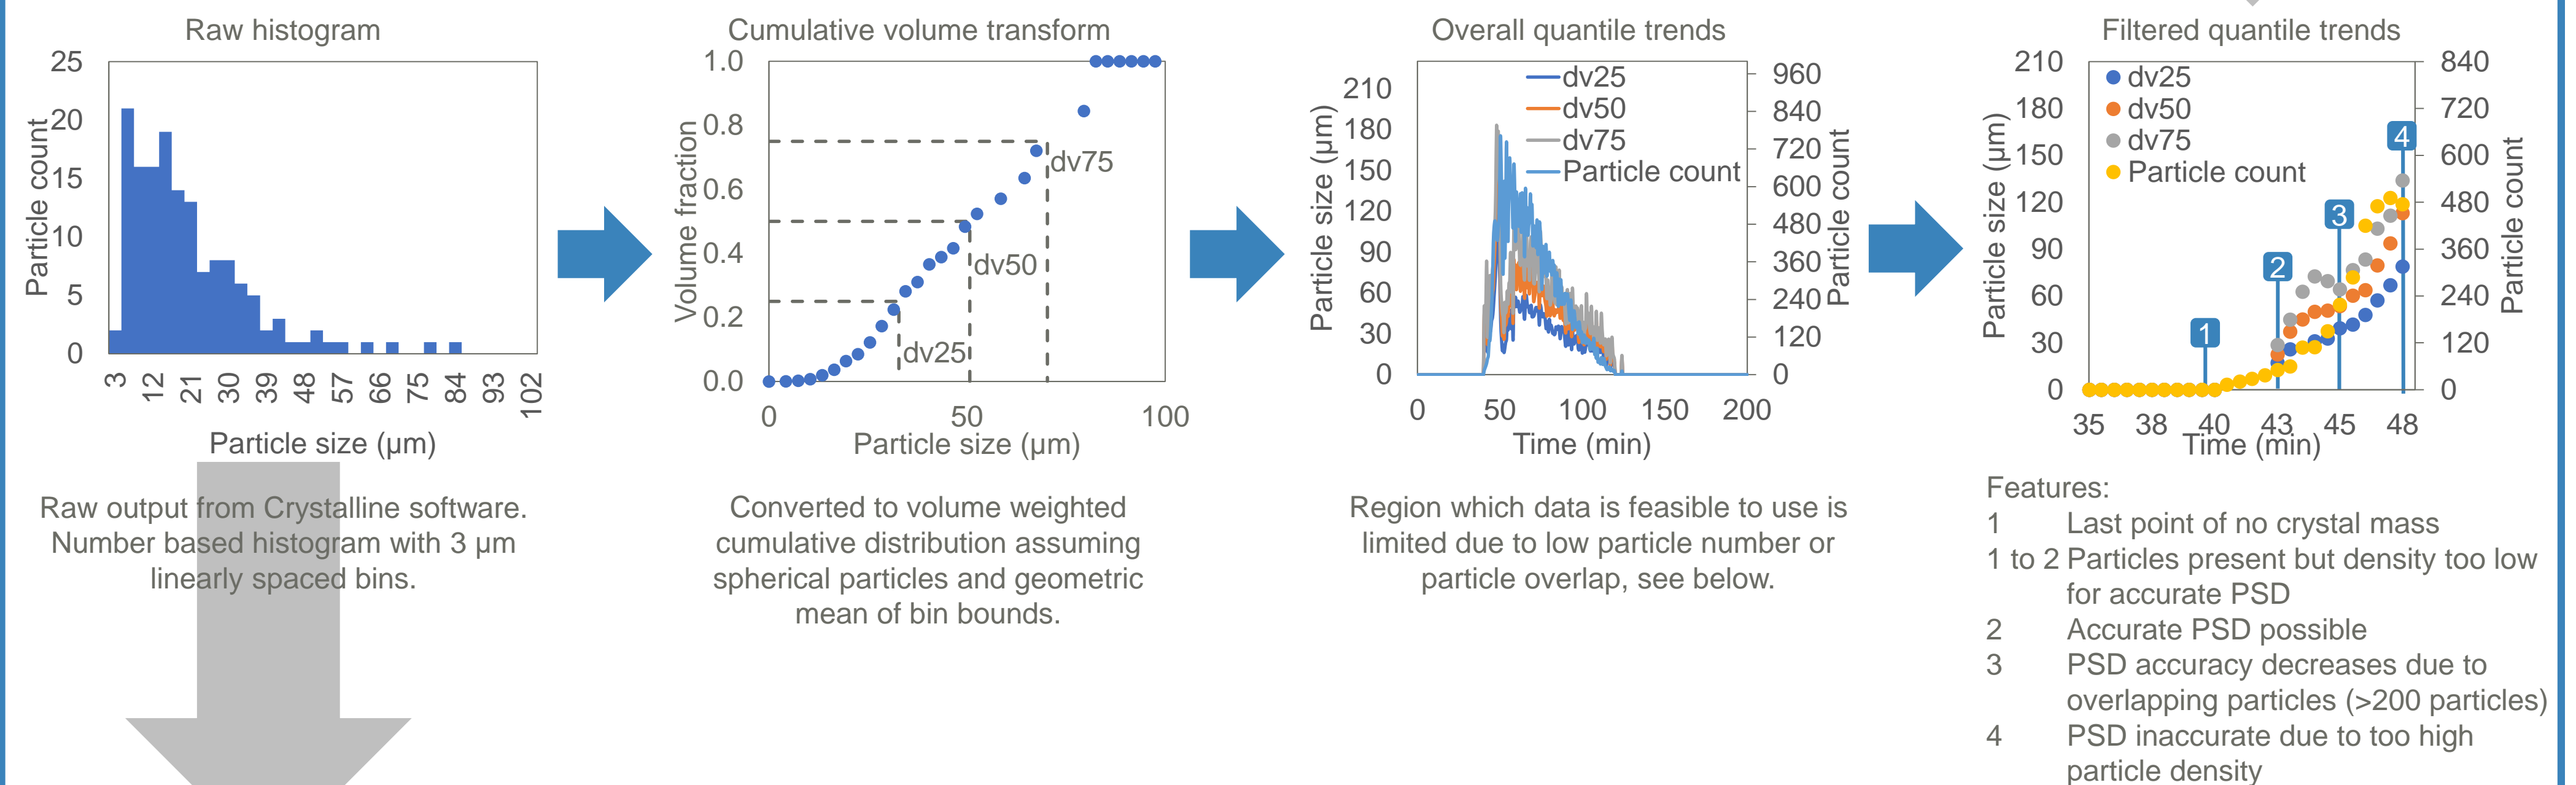 Raw histogram
25
20
15
10
5
0
Particle count
3
12
21
30
39
48
57
66
75
84
93
102
Particle size (µm)
Raw output from Crystalline software.
Number based histogram with 3 µm
linearly spaced bins.
Cumulative volume transform
1.0
0.8
0.6
0.4
0.2
0.0
Volume fraction
dv75
dv50
dv25
0
50
100
Particle size (µm)
Converted to volume weighted
cumulative distribution assuming
spherical particles and geometric
mean of bin bounds.
Overall quantile trends
210
180
150
120
90
60
30
0
Particle size (µm)
dv25
dv50
dv75
Particle count
960
840
720
600
480
360
240
120
0
Particle count
0
50
100
150
200
Time (min)
Region which data is feasible to use is
limited due to low particle number or
particle overlap, see below.
Filtered quantile trends
210
180
150
120
90
60
30
0
Particle size (µm)
dv25
dv50
dv75
Particle count
1
2
3
4
840
720
600
480
360
240
120
0
Particle count
35
38
40
43
45
48
Time (min)
Features:
1 Last point of no crystal mass
1 to 2 Particles present but density too low
for accurate PSD
2 Accurate PSD possible
3 PSD accuracy decreases due to
overlapping particles (>200 particles)
4 PSD inaccurate due to too high
particle density